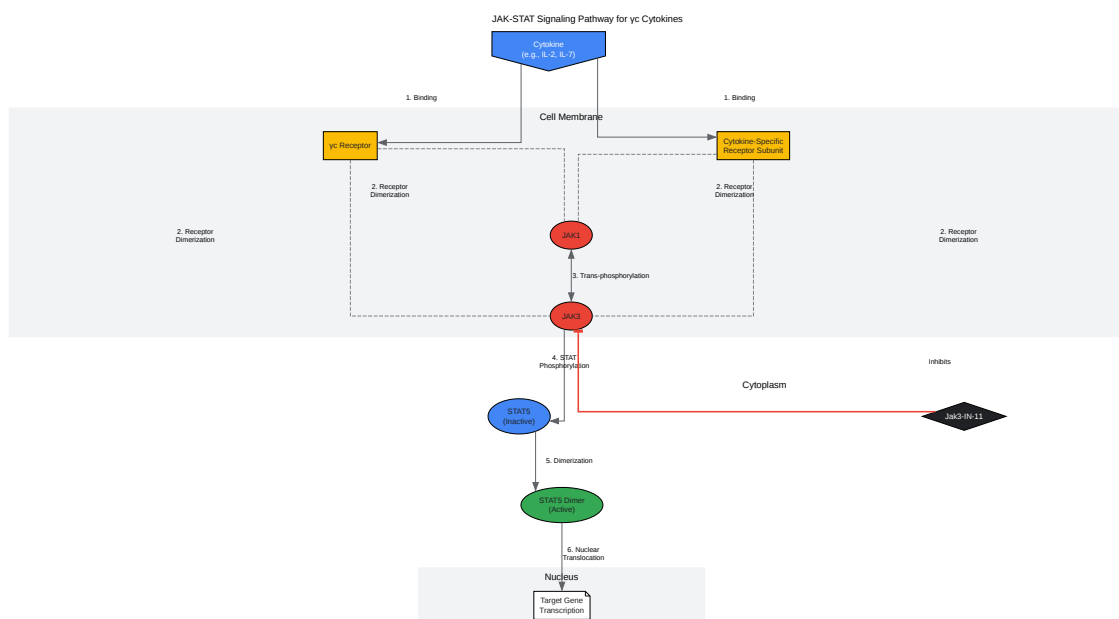 JAK-STAT Signaling Pathway for γc Cytokines
Cytokine
(e.g., IL-2, IL-7)
1. Binding
1. Binding
Cell Membrane
γc Receptor
Cytokine-Specific
Receptor Subunit
2. Receptor
Dimerization
2. Receptor
Dimerization
2. Receptor
Dimerization
2. Receptor
Dimerization
JAK1
3. Trans-phosphorylation
JAK3
4. STAT
Phosphorylation
Inhibits
Cytoplasm
STAT5
(Inactive)
Jak3-IN-11
5. Dimerization
STAT5 Dimer
(Active)
6. Nuclear
Translocation
Nucleus
Target Gene
Transcription